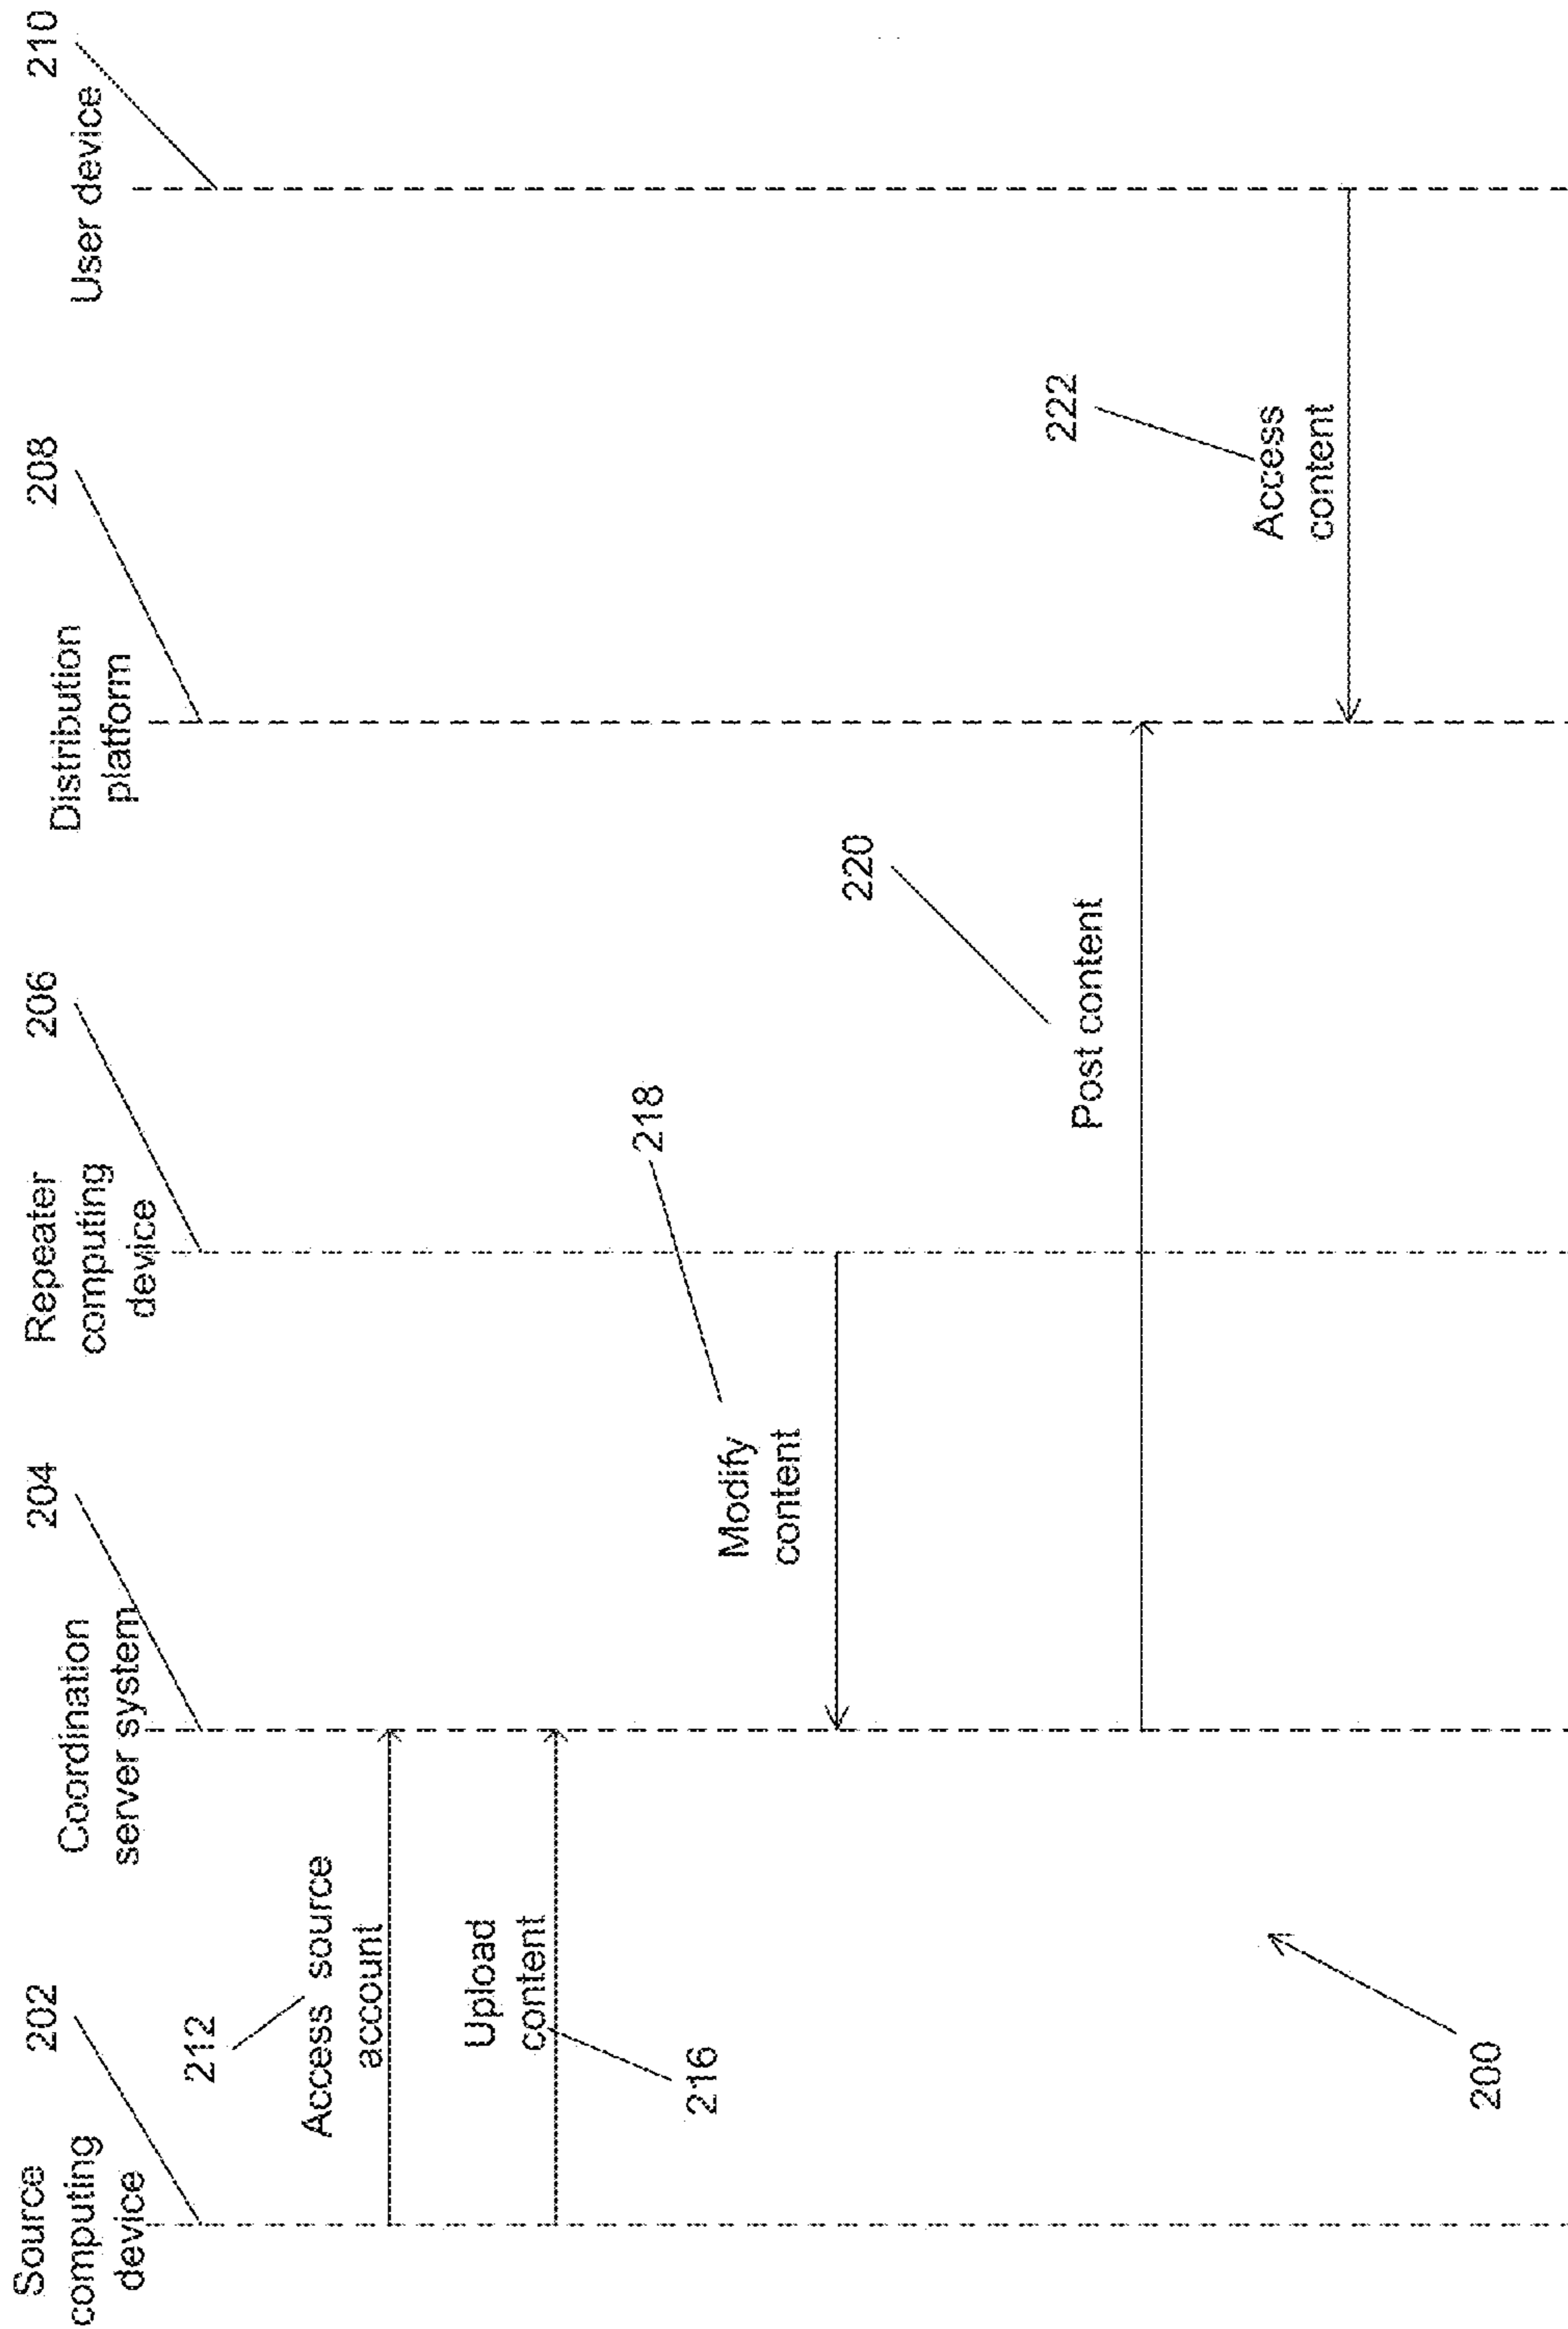 202
Source
computing
device
204
Coordination
server system
206
Repeater
computing
device
208
Distribution
platform
210
User device
212
Access source
account
Upload
content
216
218
Modify
content
220
Post content
222
Access
content
200